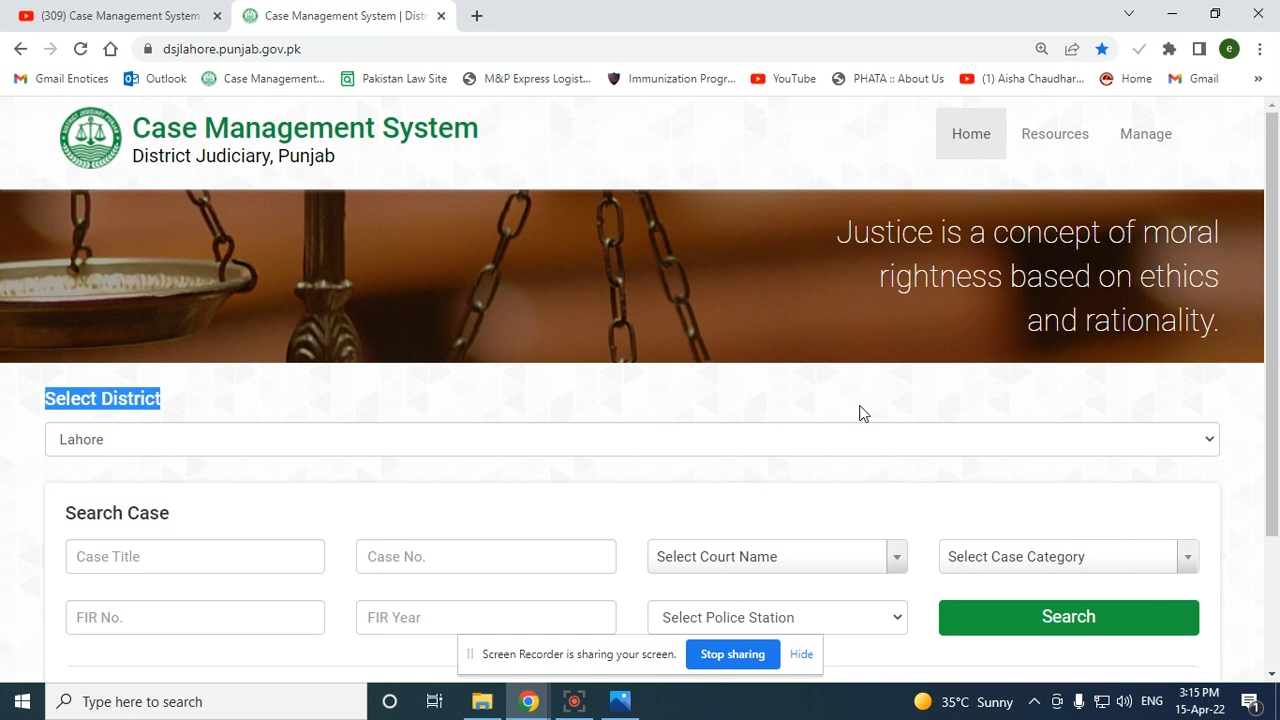 (309) Case Management System
Case Management System | Distr
dsjlahore.punjab.gov.pk
e
Gmail Enotices
Outlook
Case Management...
Pakistan Law Site
M&P Express Logist...
Immunization Progr...
YouTube
PHATA :: About Us
(1) Aisha Chaudhar...
Home
Gmail
»
Case Management System
District Judiciary, Punjab
Home
Resources
Manage
Justice is a concept of moral
rightness based on ethics
and rationality.
Select District
Lahore
Search Case
Case Title
Case No.
Select Court Name
Select Case Category
FIR No.
FIR Year
Select Police Station
Search
Screen Recorder is sharing your screen.
Stop sharing
Hide
Type here to search
35°C Sunny
ENG
3:15 PM
15-Apr-22
1